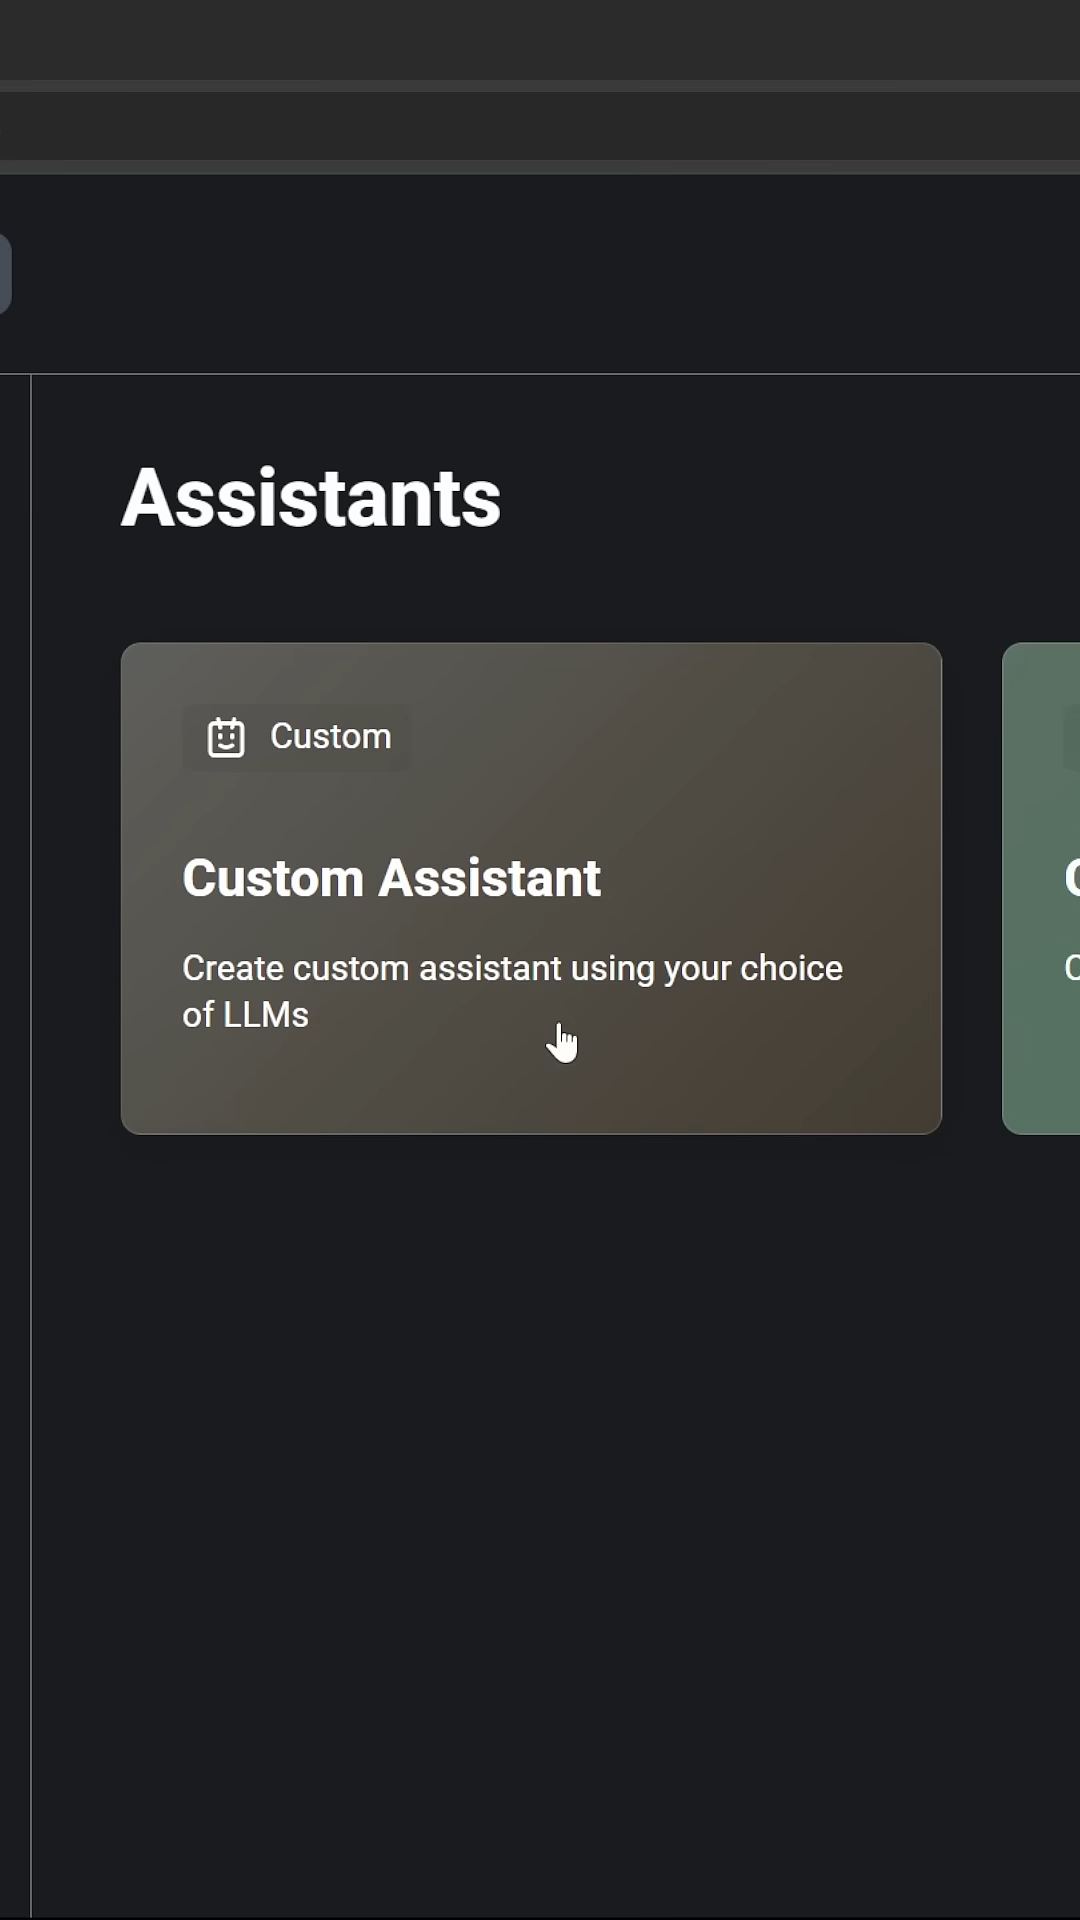 Assistants
Custom
Custom Assistant
Create custom assistant using your choice
of LLMs